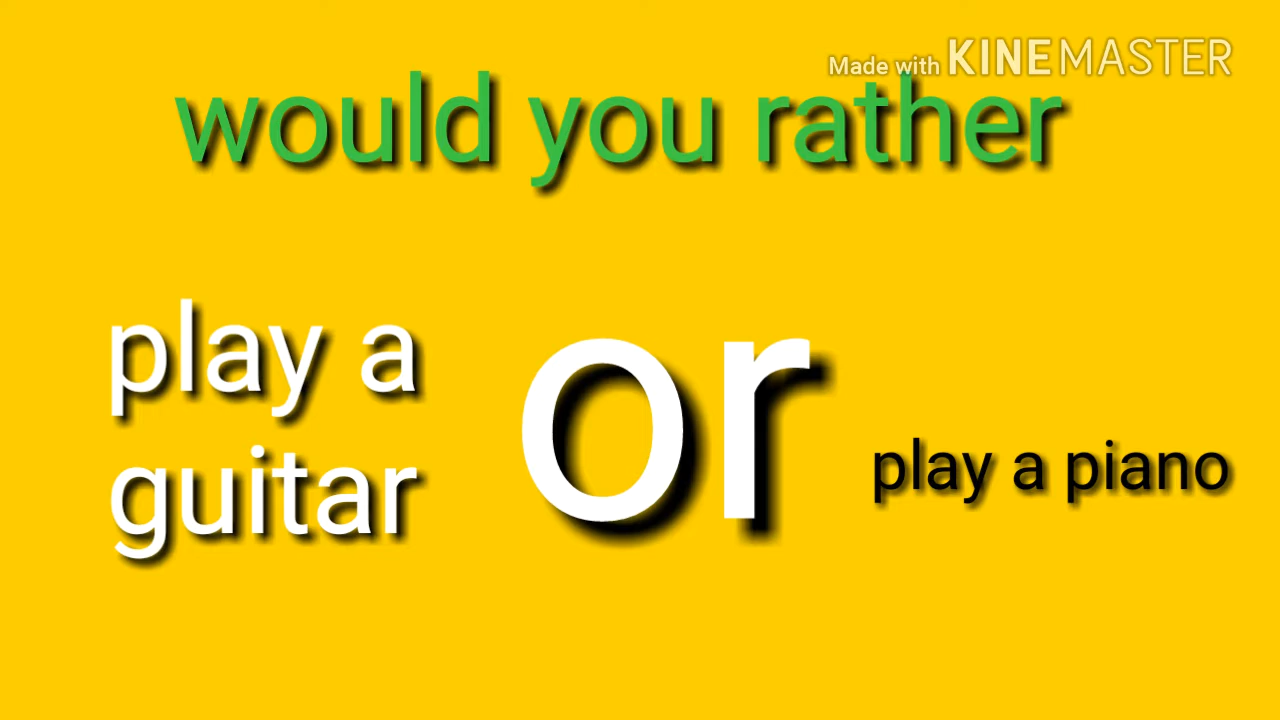 Made with KINEMASTER
would you rather
play a
guitar
or
play a piano